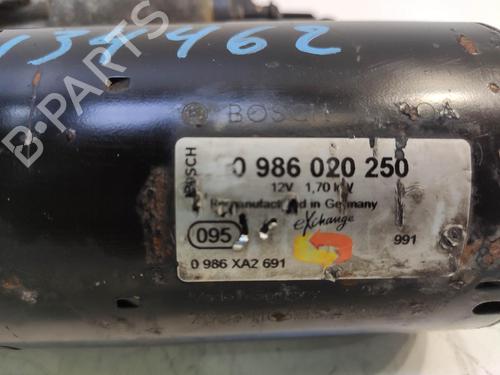 134462
B-PARTS
BOSCH
BOSCH
0 986 020 250
12V 1,70 kW
Remanufactured in Germany
eXchange
095
991
0 986 XA2 691